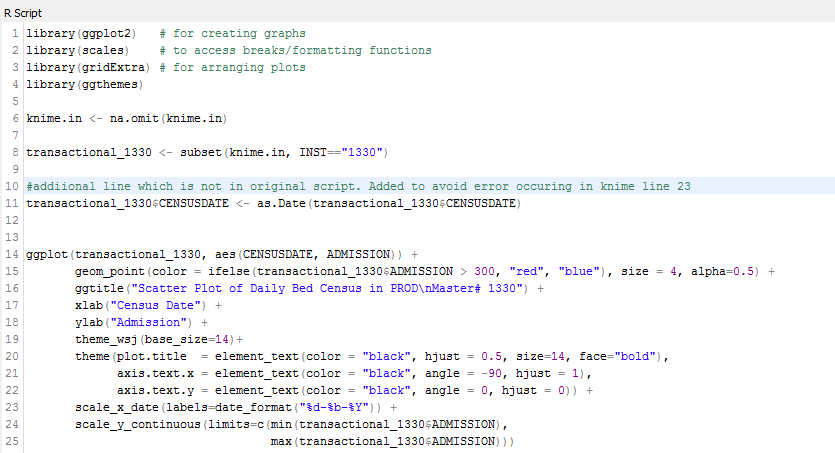 R Script
1 library(ggplot2)   # for creating graphs
2 library(scales)    # to access breaks/formatting functions
3 library(gridExtra) # for arranging plots
4 library(ggthemes)
5
6 knime.in <- na.omit(knime.in)
7
8 transactional_1330 <- subset(knime.in, INST=="1330")
9
10 #addiional line which is not in original script. Added to avoid error occuring in knime line 23
11 transactional_1330$CENSUSDATE <- as.Date(transactional_1330$CENSUSDATE)
12
13
14 ggplot(transactional_1330, aes(CENSUSDATE, ADMISSION)) +
15        geom_point(color = ifelse(transactional_1330$ADMISSION > 300, "red", "blue"), size = 4, alpha=0.5) +
16        ggtitle("Scatter Plot of Daily Bed Census in PROD\nMaster# 1330") +
17        xlab("Census Date") +
18        ylab("Admission") +
19        theme_wsj(base_size=14)+
20        theme(plot.title  = element_text(color = "black", hjust = 0.5, size=14, face="bold"),
21              axis.text.x = element_text(color = "black", angle = -90, hjust = 1),
22              axis.text.y = element_text(color = "black", angle = 0, hjust = 0)) +
23        scale_x_date(labels=date_format("%d-%b-%Y")) +
24        scale_y_continuous(limits=c(min(transactional_1330$ADMISSION),
25                                    max(transactional_1330$ADMISSION)))